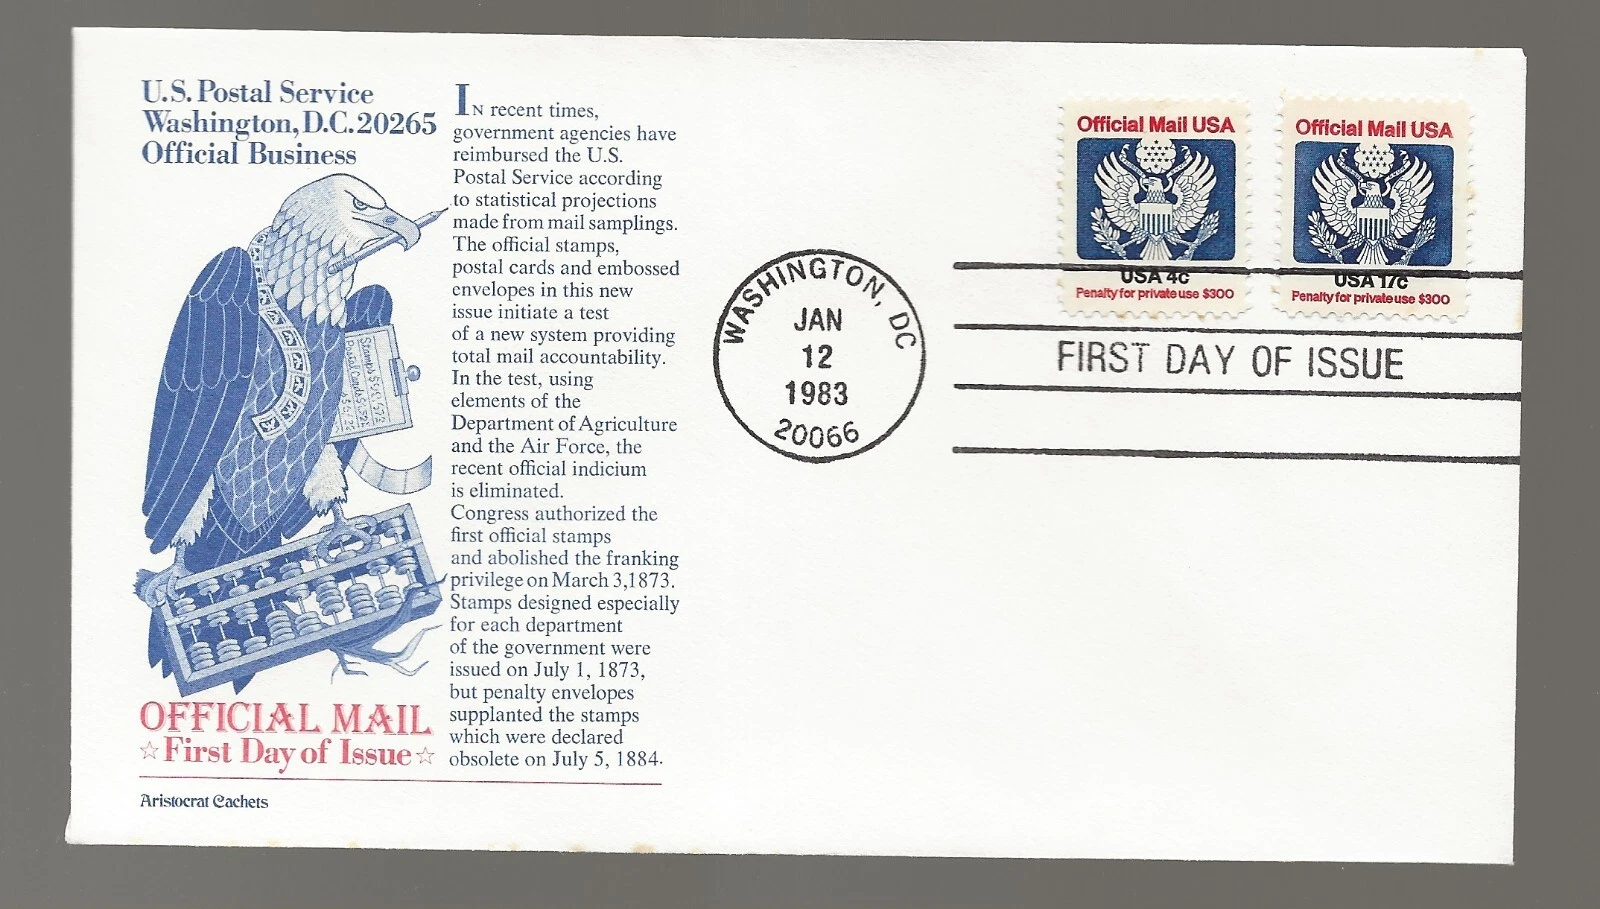 U.S. Postal Service
Washington, D.C. 20265
Official Business
IN recent times,
government agencies have
reimbursed the U.S.
Postal Service according
to statistical projections
made from mail samplings.
The official stamps,
postal cards and embossed
envelopes in this new
issue initiate a test
of a new system providing
total mail accountability.
In the test, using
elements of the
Department of Agriculture
and the Air Force, the
recent official indicium
is eliminated.
Congress authorized the
first official stamps
and abolished the franking
privilege on March 3, 1873.
Stamps designed especially
for each department
of the government were
issued on July 1, 1873,
but penalty envelopes
supplanted the stamps
which were declared
obsolete on July 5, 1884.
OFFICIAL MAIL
☆ First Day of Issue ☆
Aristocrat Cachets
WASHINGTON, DC
JAN
12
1983
20066
Official Mail USA
USA 4c
Penalty for private use $300
Official Mail USA
USA 17c
Penalty for private use $300
FIRST DAY OF ISSUE